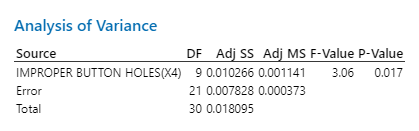 Analysis of Variance
Source DF Adj SS Adj MS F-Value P-Value
IMPROPER BUTTON HOLES(X4) 9 0.010266 0.001141 3.06 0.017
Error 21 0.007828 0.000373
Total 30 0.018095